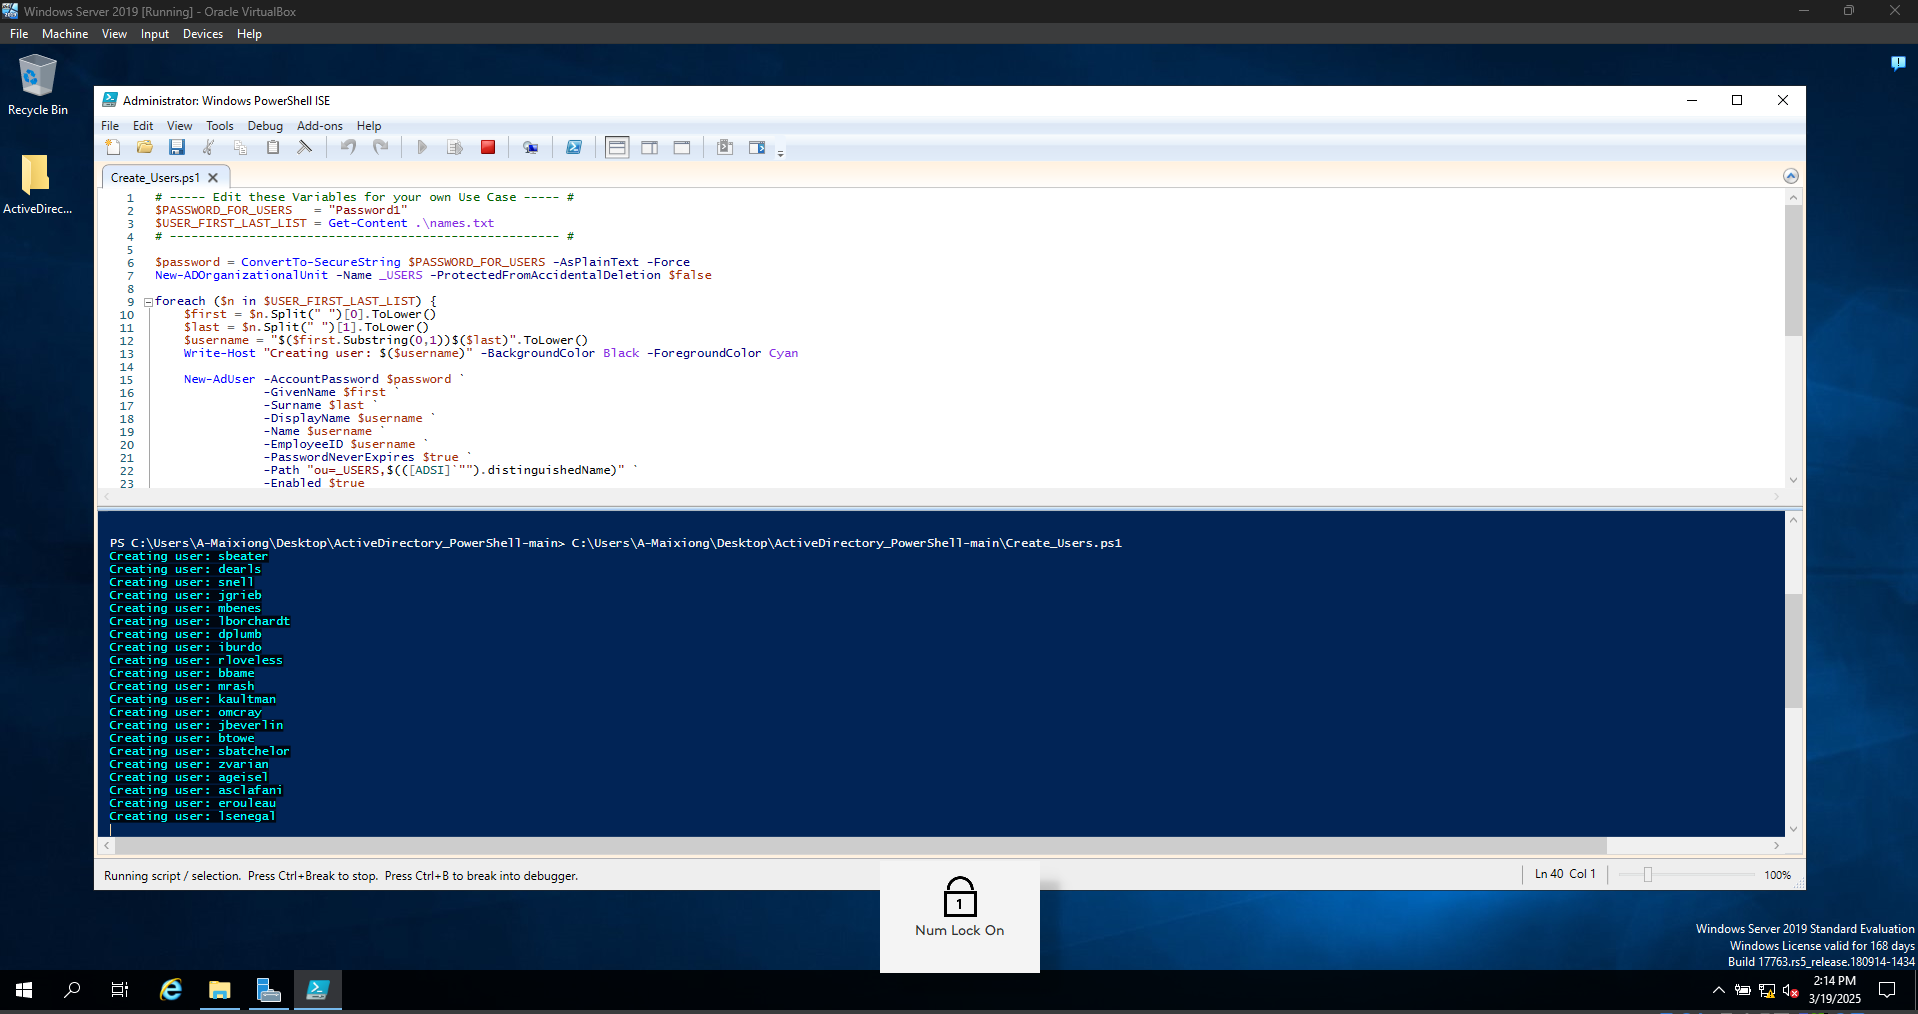 Windows Server 2019 [Running] - Oracle VirtualBox
File Machine View Input Devices Help
Recycle Bin
ActiveDirec...
Administrator: Windows PowerShell ISE
File Edit View Tools Debug Add-ons Help
Create_Users.ps1
1 # ----- Edit these Variables for your own Use Case ----- #
2 $PASSWORD_FOR_USERS   = "Password1"
3 $USER_FIRST_LAST_LIST = Get-Content .\names.txt
4 # ------------------------------------------------------ #
5
6 $password = ConvertTo-SecureString $PASSWORD_FOR_USERS -AsPlainText -Force
7 New-ADOrganizationalUnit -Name _USERS -ProtectedFromAccidentalDeletion $false
8
9 foreach ($n in $USER_FIRST_LAST_LIST) {
10     $first = $n.Split(" ")[0].ToLower()
11     $last = $n.Split(" ")[1].ToLower()
12     $username = "$($first.Substring(0,1))$($last)".ToLower()
13     Write-Host "Creating user: $($username)" -BackgroundColor Black -ForegroundColor Cyan
14
15     New-AdUser -AccountPassword $password `
16                -GivenName $first `
17                -Surname $last `
18                -DisplayName $username `
19                -Name $username `
20                -EmployeeID $username `
21                -PasswordNeverExpires $true `
22                -Path "ou=_USERS,$(([ADSI]`"").distinguishedName)" `
23                -Enabled $true
PS C:\Users\A-Maixiong\Desktop\ActiveDirectory_PowerShell-main> C:\Users\A-Maixiong\Desktop\ActiveDirectory_PowerShell-main\Create_Users.ps1
Creating user: sbeater
Creating user: dearls
Creating user: snell
Creating user: jgrieb
Creating user: mbenes
Creating user: lborchardt
Creating user: dplumb
Creating user: iburdo
Creating user: rloveless
Creating user: bbame
Creating user: mrash
Creating user: kaultman
Creating user: omcray
Creating user: jbeverlin
Creating user: btowe
Creating user: sbatchelor
Creating user: zvarian
Creating user: ageisel
Creating user: asclafani
Creating user: erouleau
Creating user: lsenegal
Running script / selection. Press Ctrl+Break to stop. Press Ctrl+B to break into debugger.
Ln 40 Col 1
100%
1
Num Lock On
Windows Server 2019 Standard Evaluation
Windows License valid for 168 days
Build 17763.rs5_release.180914-1434
2:14 PM
3/19/2025